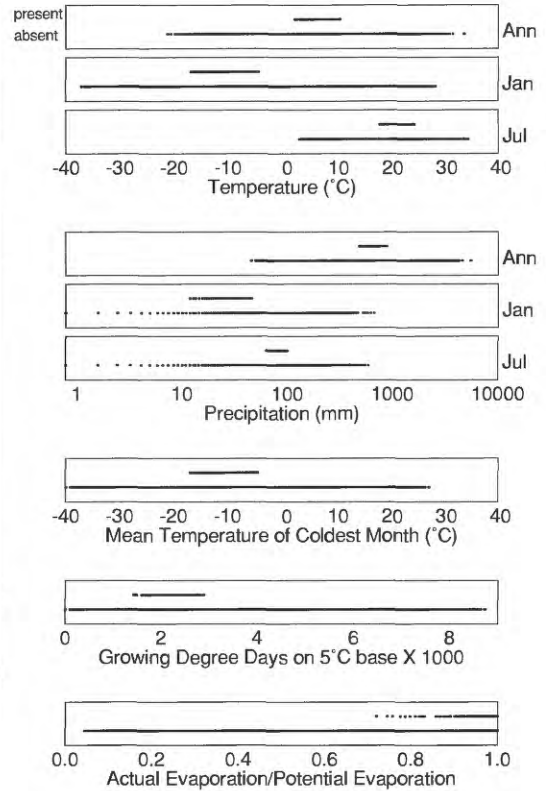 present
absent
Ann
Jan
Jul
-40 -30 -20 -10 0 10 20 30 40
Temperature (˚C)
Ann
Jan
Jul
1 10 100 1000 10000
Precipitation (mm)
-40 -30 -20 -10 0 10 20 30 40
Mean Temperature of Coldest Month (˚C)
0 2 4 6 8
Growing Degree Days on 5˚C base X 1000
0.0 0.2 0.4 0.6 0.8 1.0
Actual Evaporation/Potential Evaporation